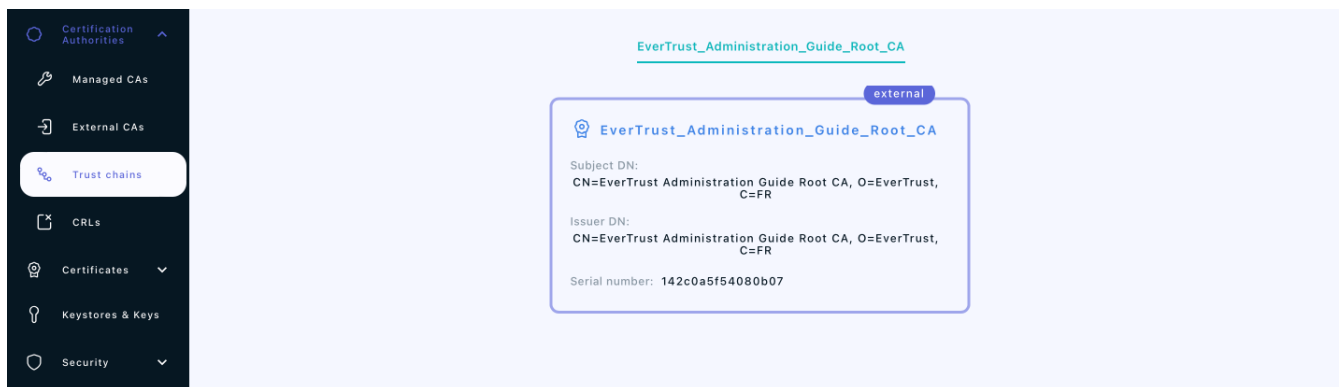 Certification
Authorities
Managed CAs
External CAs
Trust chains
CRLs
Certificates
Keystores & Keys
Security
EverTrust_Administration_Guide_Root_CA
external
EverTrust_Administration_Guide_Root_CA
Subject DN:
CN=EverTrust Administration Guide Root CA, O=EverTrust,
C=FR
Issuer DN:
CN=EverTrust Administration Guide Root CA, O=EverTrust,
C=FR
Serial number: 142c0a5f54080b07